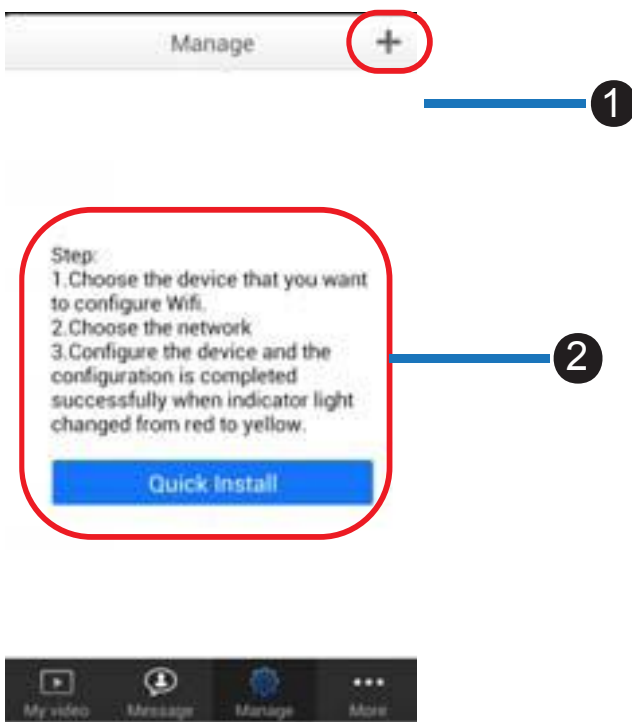 Manage +
1
Step:
1.Choose the device that you want
to configure Wifi.
2.Choose the network
3.Configure the device and the
configuration is completed
successfully when indicator light
changed from red to yellow.
2
Quick Install
My video Message Manage More